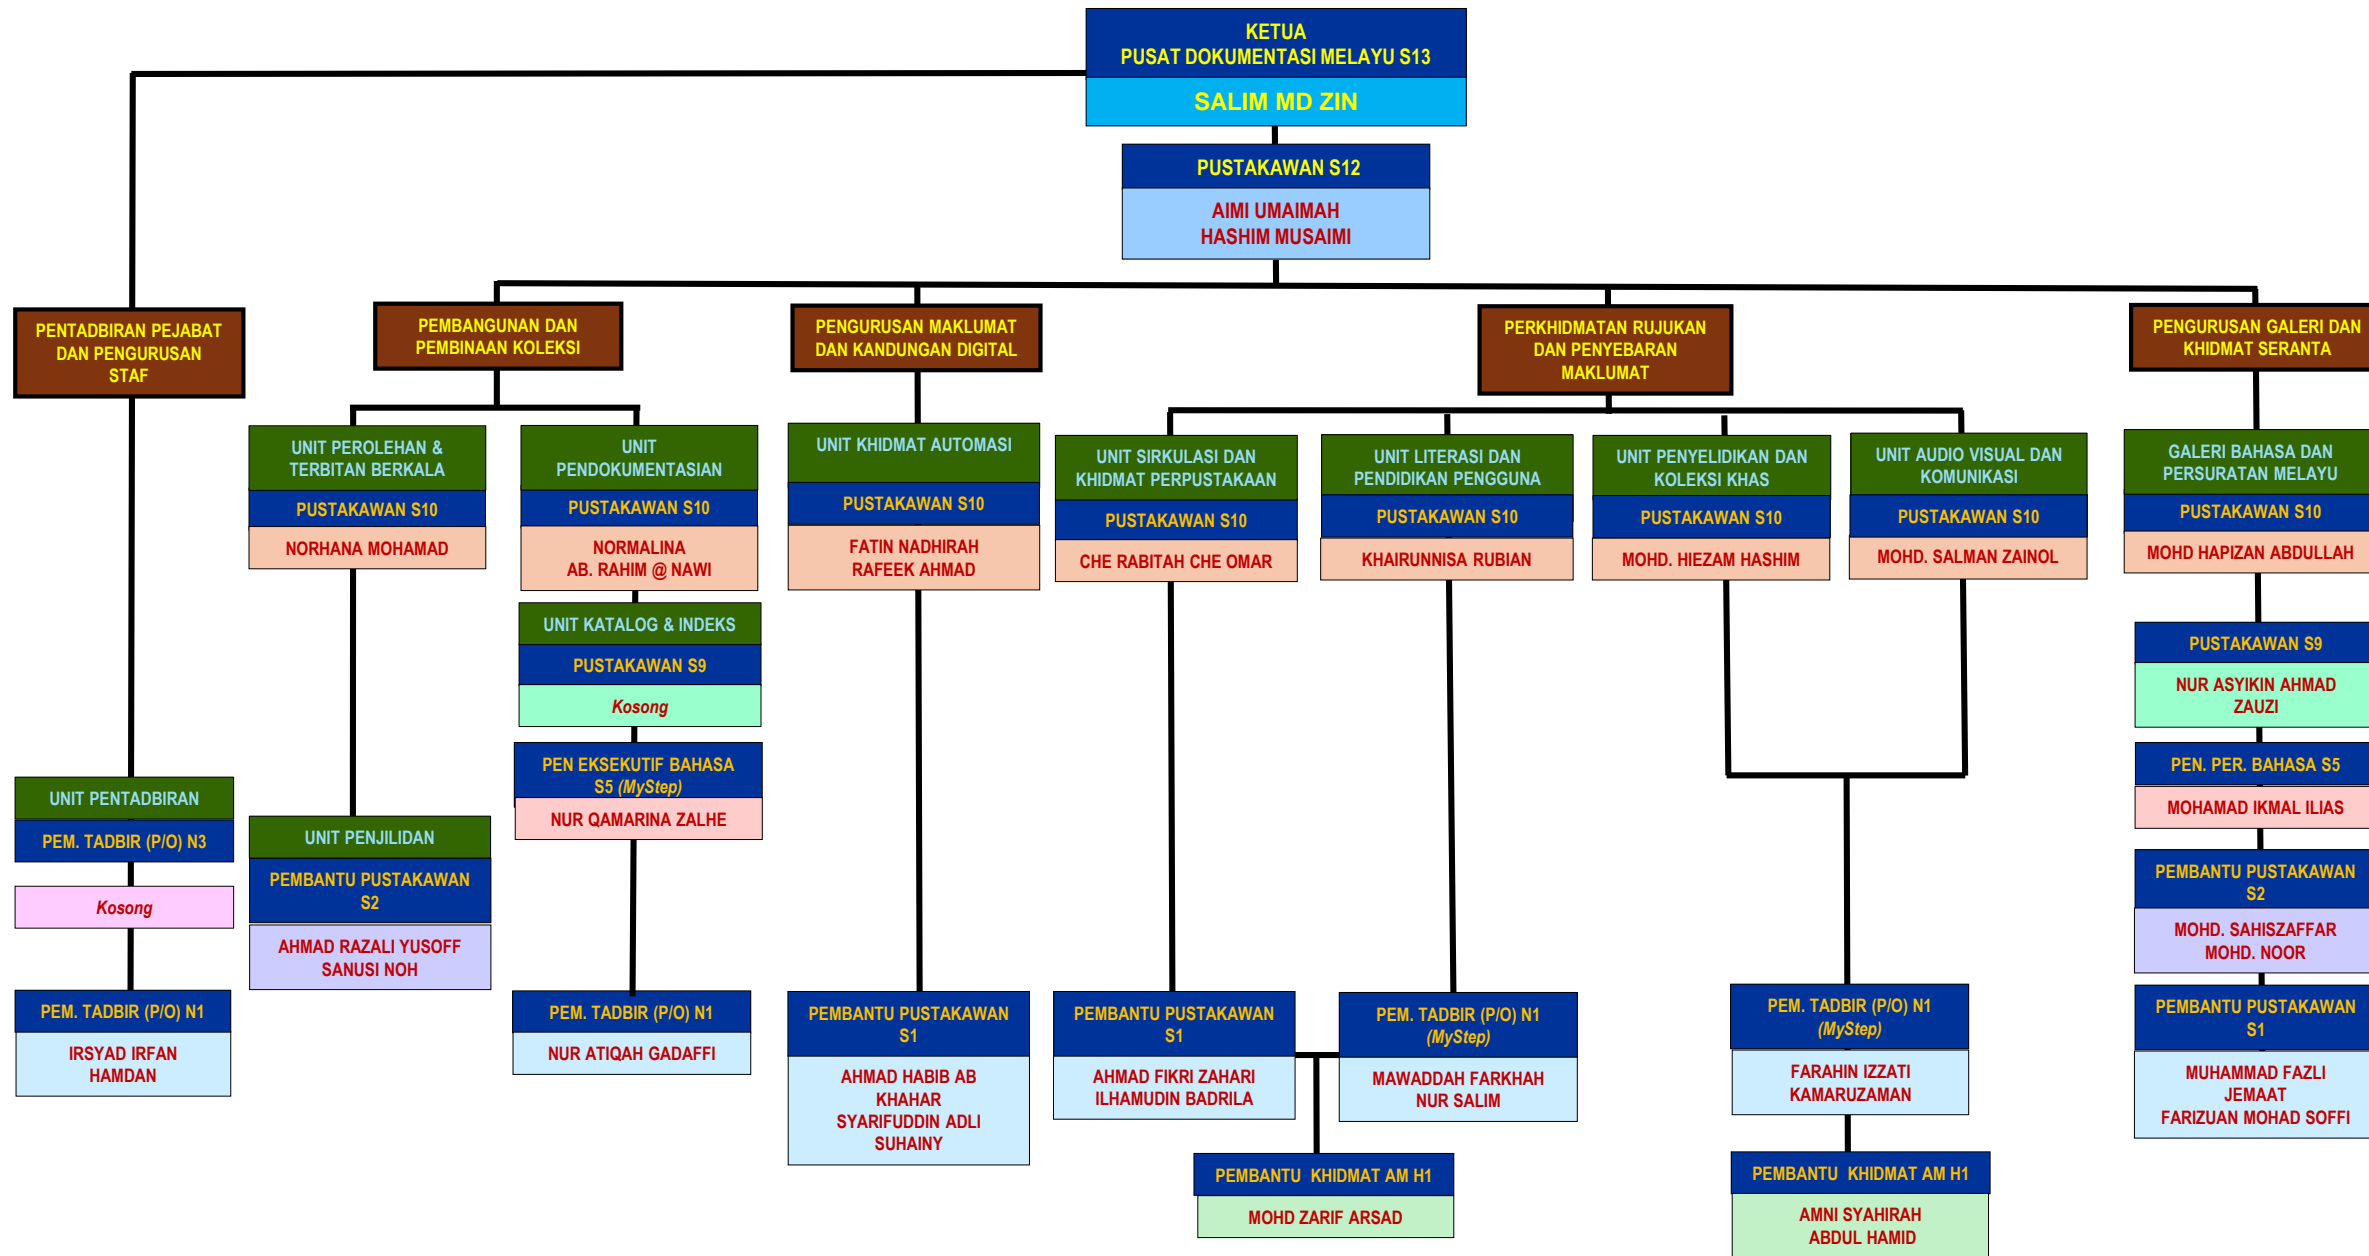 KETUA
PUSAT DOKUMENTASI MELAYU S13
SALIM MD ZIN
PUSTAKAWAN S12
AIMI UMAIMAH
HASHIM MUSAIMI
PENTADBIRAN PEJABAT
DAN PENGURUSAN
STAF
UNIT PENTADBIRAN
PEM. TADBIR (P/O) N3
Kosong
PEM. TADBIR (P/O) N1
IRSYAD IRFAN
HAMDAN
PEMBANGUNAN DAN
PEMBINAAN KOLEKSI
UNIT PEROLEHAN &
TERBITAN BERKALA
PUSTAKAWAN S10
NORHANA MOHAMAD
UNIT PENJILIDAN
PEMBANTU PUSTAKAWAN
S2
AHMAD RAZALI YUSOFF
SANUSI NOH
UNIT
PENDOKUMENTASIAN
PUSTAKAWAN S10
NORMALINA
AB. RAHIM @ NAWI
UNIT KATALOG & INDEKS
PUSTAKAWAN S9
Kosong
PEN EKSEKUTIF BAHASA
S5 (MyStep)
NUR QAMARINA ZALHE
PEM. TADBIR (P/O) N1
NUR ATIQAH GADAFFI
PENGURUSAN MAKLUMAT
DAN KANDUNGAN DIGITAL
UNIT KHIDMAT AUTOMASI
PUSTAKAWAN S10
FATIN NADHIRAH
RAFEEK AHMAD
PEMBANTU PUSTAKAWAN
S1
AHMAD HABIB AB
KHAHAR
SYARIFUDDIN ADLI
SUHAINY
PERKHIDMATAN RUJUKAN
DAN PENYEBARAN
MAKLUMAT
UNIT SIRKULASI DAN
KHIDMAT PERPUSTAKAAN
PUSTAKAWAN S10
CHE RABITAH CHE OMAR
PEMBANTU PUSTAKAWAN
S1
AHMAD FIKRI ZAHARI
ILHAMUDIN BADRILA
UNIT LITERASI DAN
PENDIDIKAN PENGGUNA
PUSTAKAWAN S10
KHAIRUNNISA RUBIAN
PEM. TADBIR (P/O) N1
(MyStep)
MAWADDAH FARKHAH
NUR SALIM
PEMBANTU KHIDMAT AM H1
MOHD ZARIF ARSAD
UNIT PENYELIDIKAN DAN
KOLEKSI KHAS
PUSTAKAWAN S10
MOHD. HIEZAM HASHIM
UNIT AUDIO VISUAL DAN
KOMUNIKASI
PUSTAKAWAN S10
MOHD. SALMAN ZAINOL
PEM. TADBIR (P/O) N1
(MyStep)
FARAHIN IZZATI
KAMARUZAMAN
PEMBANTU KHIDMAT AM H1
AMNI SYAHIRAH
ABDUL HAMID
PENGURUSAN GALERI DAN
KHIDMAT SERANTA
GALERI BAHASA DAN
PERSURATAN MELAYU
PUSTAKAWAN S10
MOHD HAPIZAN ABDULLAH
PUSTAKAWAN S9
NUR ASYIKIN AHMAD
ZAUZI
PEN. PER. BAHASA S5
MOHAMAD IKMAL ILIAS
PEMBANTU PUSTAKAWAN
S2
MOHD. SAHISZAFFAR
MOHD. NOOR
PEMBANTU PUSTAKAWAN
S1
MUHAMMAD FAZLI
JEMAAT
FARIZUAN MOHAD SOFFI